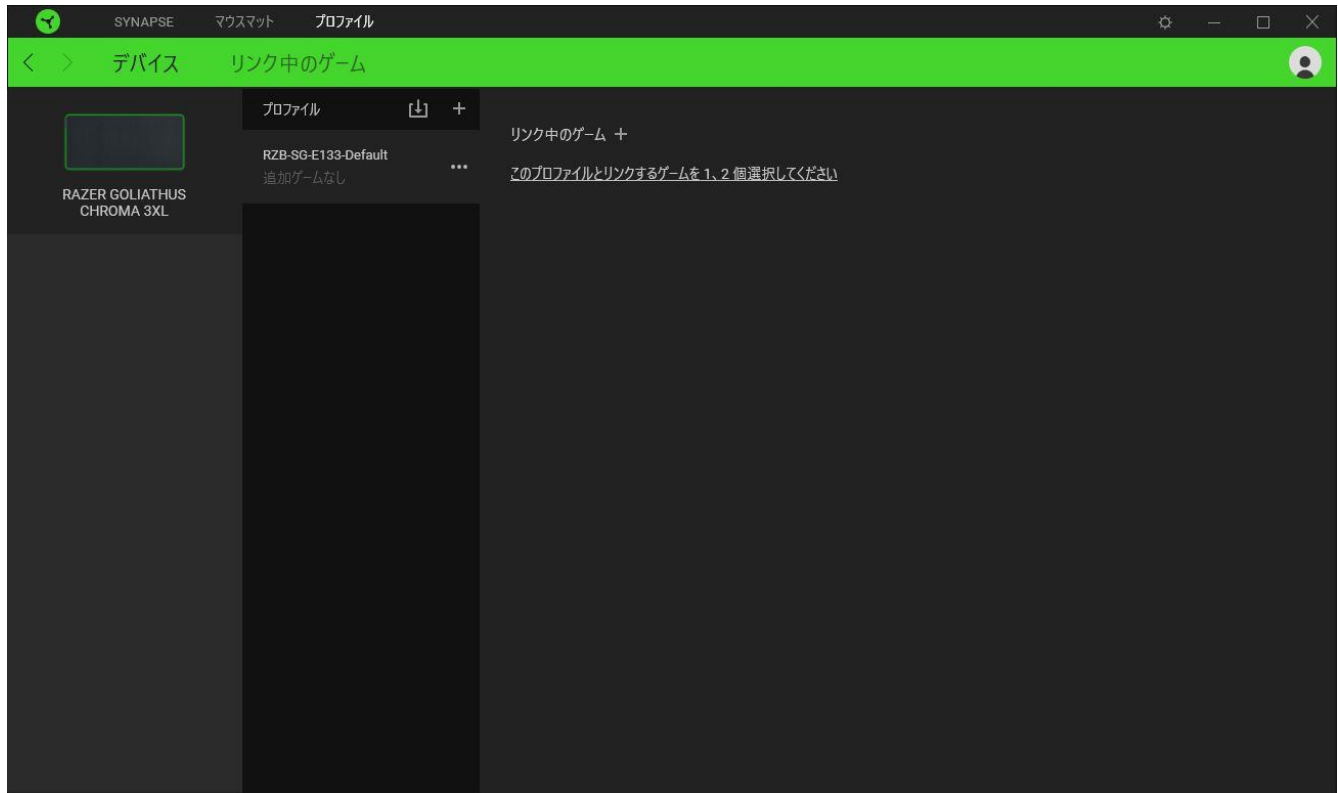 SYNAPSE マウスマット プロファイル
デバイス リンク中のゲーム
RAZER GOLIATHUS
CHROMA 3XL
プロファイル
RZB-SG-E133-Default
追加ゲームなし
リンク中のゲーム
このプロファイルとリンクするゲームを 1、2 個選択してください